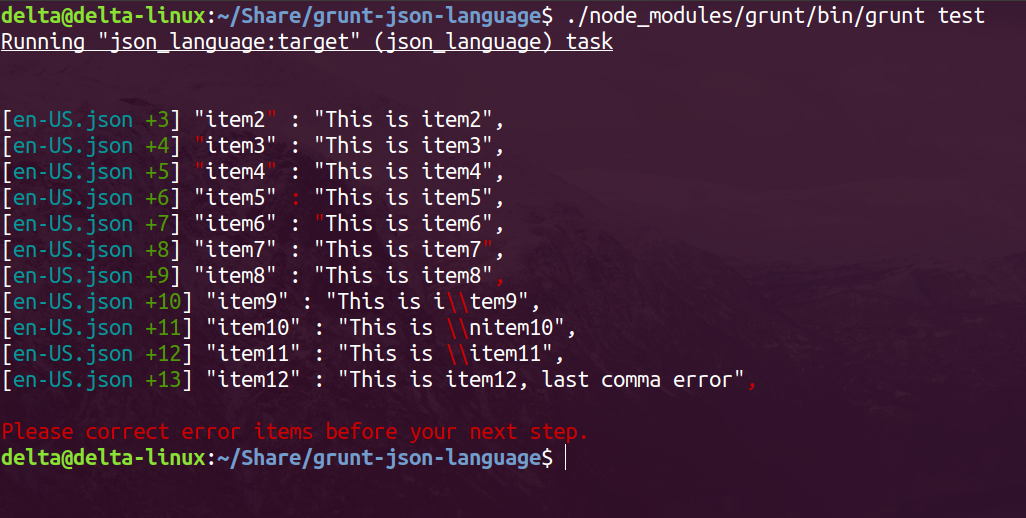 delta@delta-linux:~/Share/grunt-json-language$ ./node_modules/grunt/bin/grunt test
Running "json_language:target" (json_language) task
[en-US.json +3] "item2" : "This is item2",
[en-US.json +4] "item3" : "This is item3",
[en-US.json +5] "item4" : "This is item4",
[en-US.json +6] "item5" : "This is item5",
[en-US.json +7] "item6" : "This is item6",
[en-US.json +8] "item7" : "This is item7",
[en-US.json +9] "item8" : "This is item8",
[en-US.json +10] "item9" : "This is i\\tem9",
[en-US.json +11] "item10" : "This is \\nitem10",
[en-US.json +12] "item11" : "This is \\item11",
[en-US.json +13] "item12" : "This is item12, last comma error",
Please correct error items before your next step.
delta@delta-linux:~/Share/grunt-json-language$